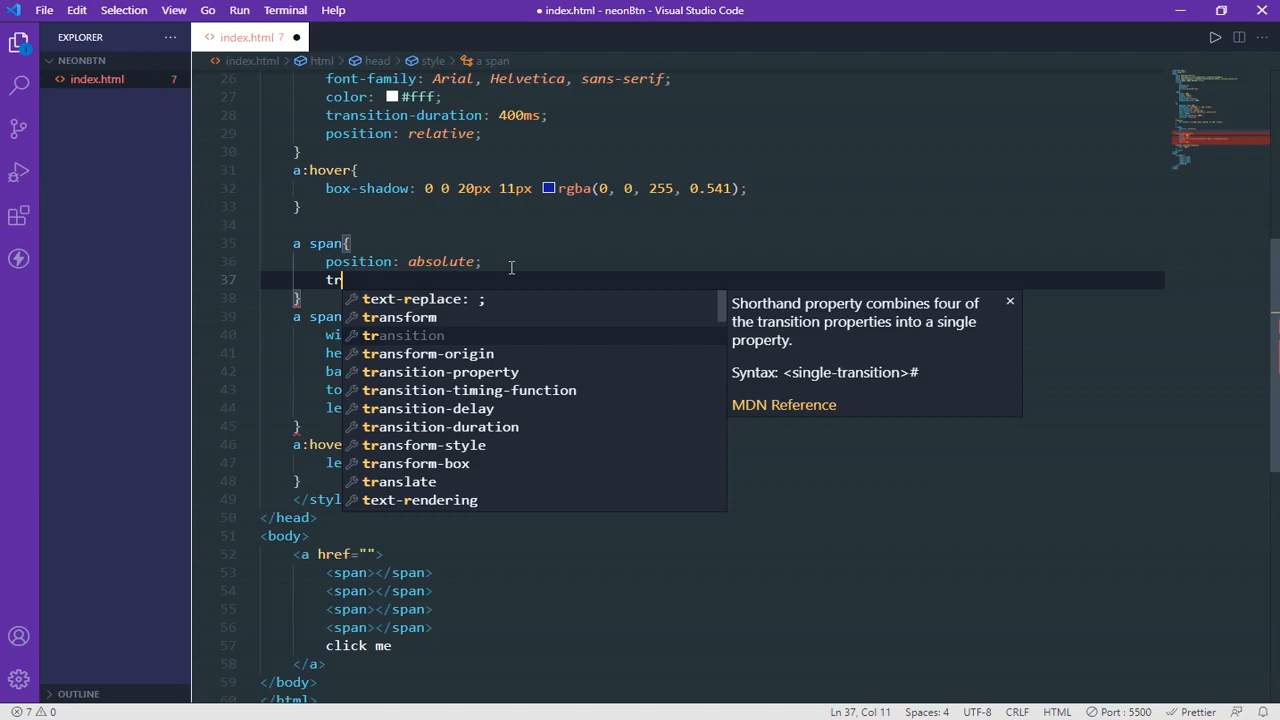 File Edit Selection View Go Run Terminal Help
● index.html - neonBtn - Visual Studio Code
EXPLORER
NEONBTN
index.html 7
OUTLINE
index.html 7 ●
index.html > html > head > style > a span
26 font-family: Arial, Helvetica, sans-serif;
27 color: #fff;
28 transition-duration: 400ms;
29 position: relative;
30 }
31 a:hover{
32 box-shadow: 0 0 20px 11px rgba(0, 0, 255, 0.541);
33 }
34
35 a span{
36 position: absolute;
37 tr
38 }
a span
40 wi
41 he
42 ba
43 to
44 le
45 }
46 a:hove
47 le
48 }
49 </styl
50 </head>
51 <body>
52 <a href="">
53 <span></span>
54 <span></span>
55 <span></span>
56 <span></span>
57 click me
58 </a>
59 </body>
60 </html>
text-replace: ;
transform
transition
transform-origin
transition-property
transition-timing-function
transition-delay
transition-duration
transform-style
transform-box
translate
text-rendering
Shorthand property combines four of
the transition properties into a single
property.
Syntax: <single-transition>#
MDN Reference
7 0
Ln 37, Col 11 Spaces: 4 UTF-8 CRLF HTML Port : 5500 Prettier